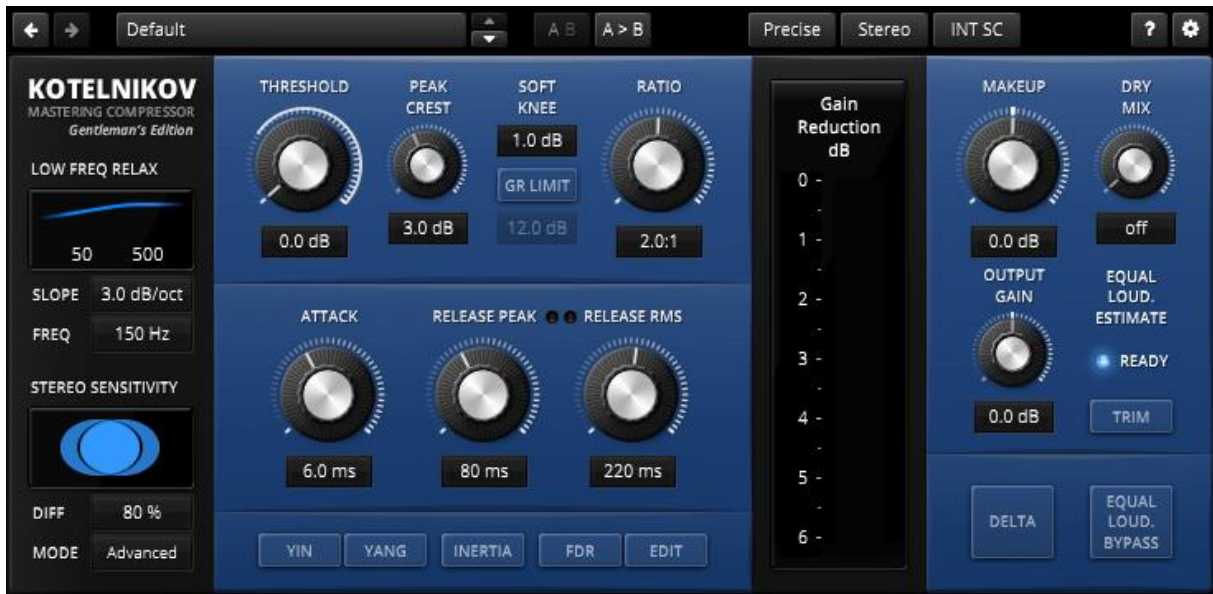 Default
A B
A > B
Precise
Stereo
INT SC
?
KOTELNIKOV
MASTERING COMPRESSOR
Gentleman's Edition
LOW FREQ RELAX
50 500
SLOPE 3.0 dB/oct
FREQ 150 Hz
STEREO SENSITIVITY
DIFF 80 %
MODE Advanced
THRESHOLD
0.0 dB
PEAK
CREST
3.0 dB
SOFT
KNEE
1.0 dB
GR LIMIT
12.0 dB
RATIO
2.0:1
ATTACK
6.0 ms
RELEASE PEAK
80 ms
RELEASE RMS
220 ms
YIN
YANG
INERTIA
FDR
EDIT
Gain
Reduction
dB
0 -
-
1 -
-
2 -
-
3 -
-
4 -
-
5 -
-
6 -
MAKEUP
0.0 dB
DRY
MIX
off
OUTPUT
GAIN
0.0 dB
EQUAL
LOUD.
ESTIMATE
READY
TRIM
DELTA
EQUAL
LOUD.
BYPASS